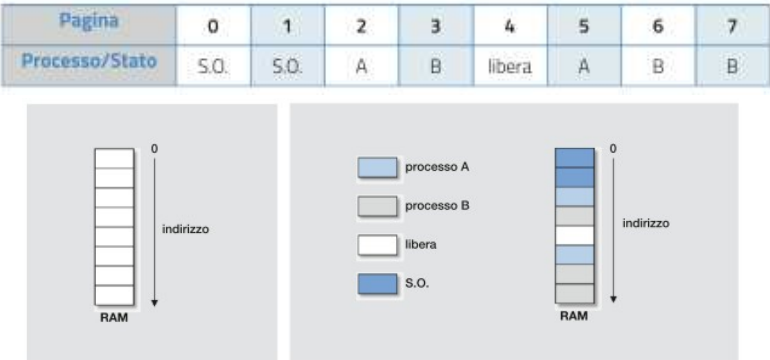 Pagina 0 1 2 3 4 5 6 7
Processo/Stato S.O. S.O. A B libera A B B
0
indirizzo
RAM
processo A
processo B
libera
S.O.
0
indirizzo
RAM